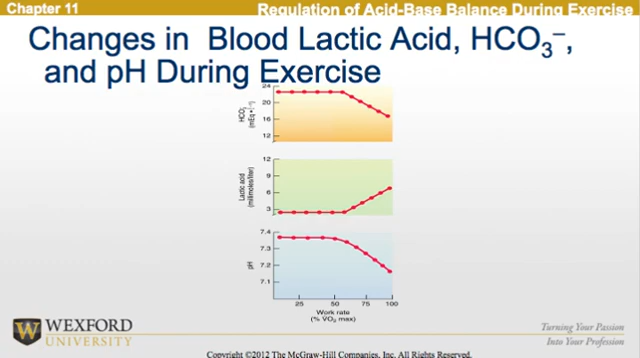 Chapter 11
Regulation of Acid-Base Balance During Exercise
Changes in Blood Lactic Acid, HCO₃⁻,
and pH During Exercise
24
20
16
12
HCO₃⁻
(mEq • l⁻¹)
12
9
6
3
Lactic acid
(millimoles/liter)
7.4
7.3
7.2
7.1
pH
25 50 75 100
Work rate
(% V̇O₂ max)
WEXFORD
UNIVERSITY
Turning Your Passion
Into Your Profession
Copyright ©2012 The McGraw-Hill Companies, Inc. All Rights Reserved.